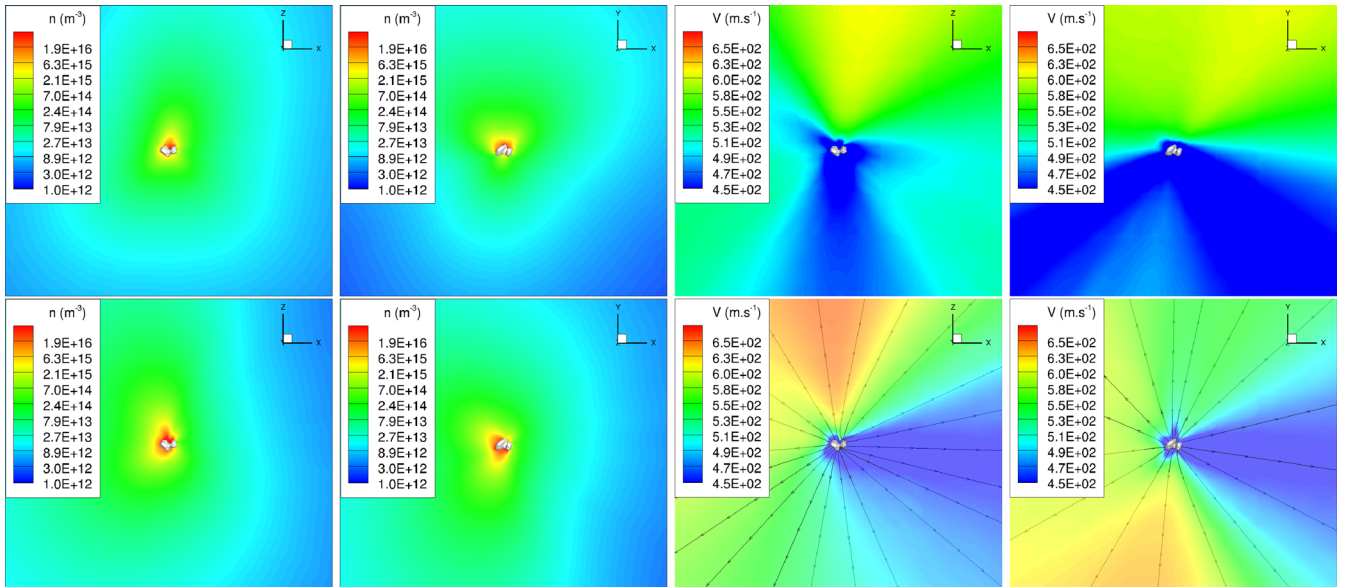 n (m⁻³)
1.9E+16
6.3E+15
2.1E+15
7.0E+14
2.4E+14
7.9E+13
2.7E+13
8.9E+12
3.0E+12
1.0E+12
Z
X
n (m⁻³)
1.9E+16
6.3E+15
2.1E+15
7.0E+14
2.4E+14
7.9E+13
2.7E+13
8.9E+12
3.0E+12
1.0E+12
Y
X
V (m.s⁻¹)
6.5E+02
6.3E+02
6.0E+02
5.8E+02
5.5E+02
5.3E+02
5.1E+02
4.9E+02
4.7E+02
4.5E+02
Z
X
V (m.s⁻¹)
6.5E+02
6.3E+02
6.0E+02
5.8E+02
5.5E+02
5.3E+02
5.1E+02
4.9E+02
4.7E+02
4.5E+02
Y
X
n (m⁻³)
1.9E+16
6.3E+15
2.1E+15
7.0E+14
2.4E+14
7.9E+13
2.7E+13
8.9E+12
3.0E+12
1.0E+12
Z
X
n (m⁻³)
1.9E+16
6.3E+15
2.1E+15
7.0E+14
2.4E+14
7.9E+13
2.7E+13
8.9E+12
3.0E+12
1.0E+12
Y
X
V (m.s⁻¹)
6.5E+02
6.3E+02
6.0E+02
5.8E+02
5.5E+02
5.3E+02
5.1E+02
4.9E+02
4.7E+02
4.5E+02
Z
X
V (m.s⁻¹)
6.5E+02
6.3E+02
6.0E+02
5.8E+02
5.5E+02
5.3E+02
5.1E+02
4.9E+02
4.7E+02
4.5E+02
Y
X